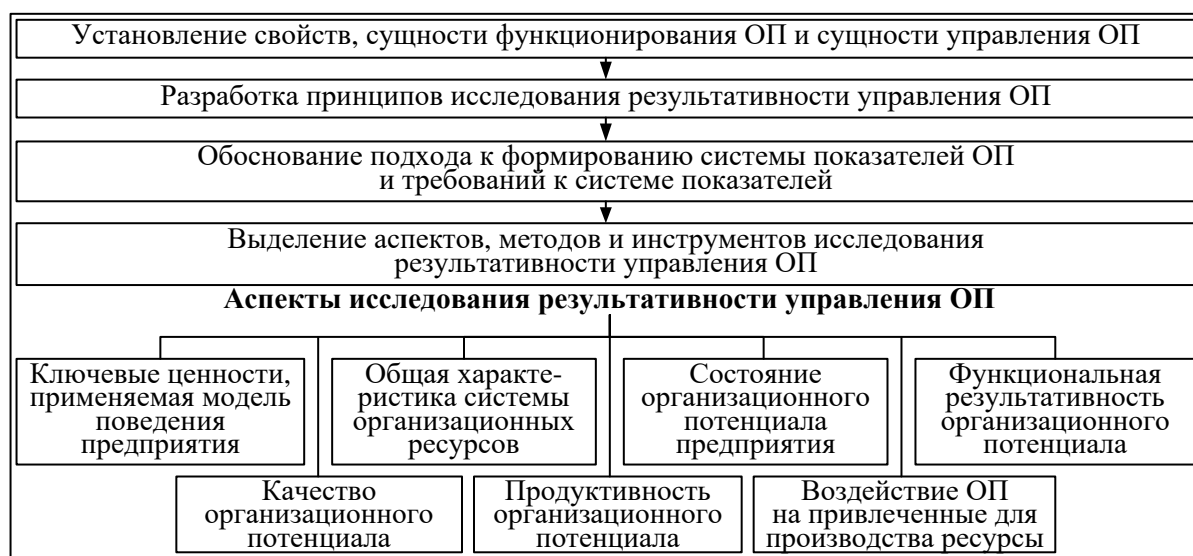 Установление свойств, сущности функционирования ОП и сущности управления ОП
Разработка принципов исследования результативности управления ОП
Обоснование подхода к формированию системы показателей ОП
и требований к системе показателей
Выделение аспектов, методов и инструментов исследования
результативности управления ОП
Аспекты исследования результативности управления ОП
Ключевые ценности,
применяемая модель
поведения
предприятия
Общая характе-
ристика системы
организационных
ресурсов
Состояние
организационного
потенциала
предприятия
Функциональная
результативность
организационного
потенциала
Качество
организационного
потенциала
Продуктивность
организационного
потенциала
Воздействие ОП
на привлеченные для
производства ресурсы